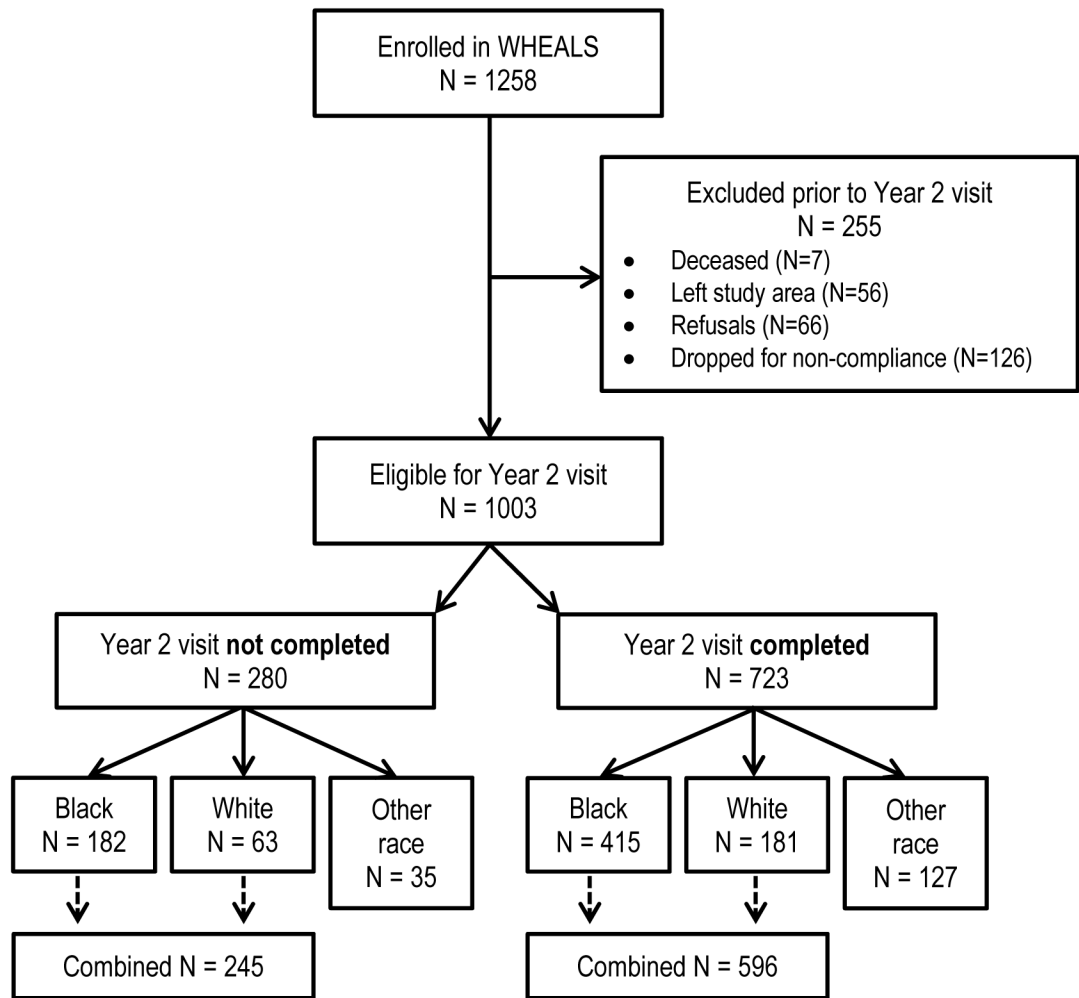 Enrolled in WHEALS
N = 1258
Excluded prior to Year 2 visit
N = 255
• Deceased (N=7)
• Left study area (N=56)
• Refusals (N=66)
• Dropped for non-compliance (N=126)
Eligible for Year 2 visit
N = 1003
Year 2 visit not completed
N = 280
Year 2 visit completed
N = 723
Black
N = 182
White
N = 63
Other
race
N = 35
Black
N = 415
White
N = 181
Other
race
N = 127
Combined N = 245
Combined N = 596